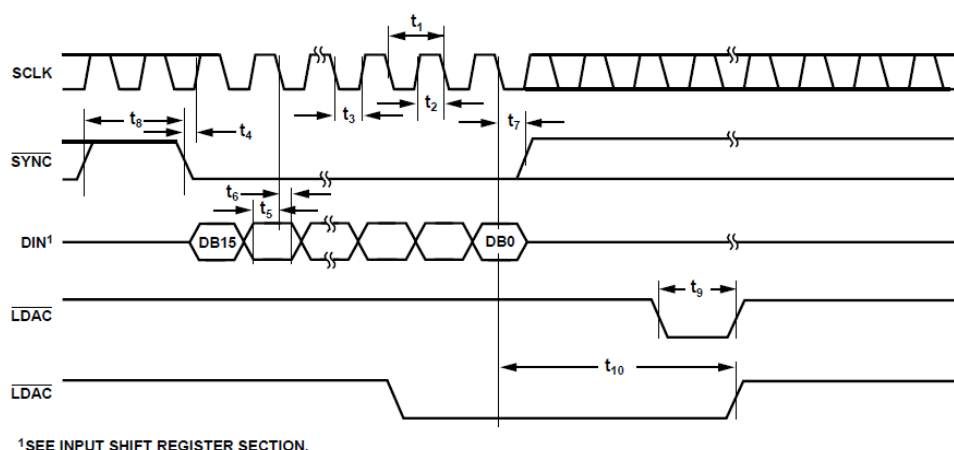 t1
SCLK
t3
t2
t8
t4
t7
SYNC
t6
t5
DIN1
DB15
DB0
t9
LDAC
t10
LDAC
1SEE INPUT SHIFT REGISTER SECTION.